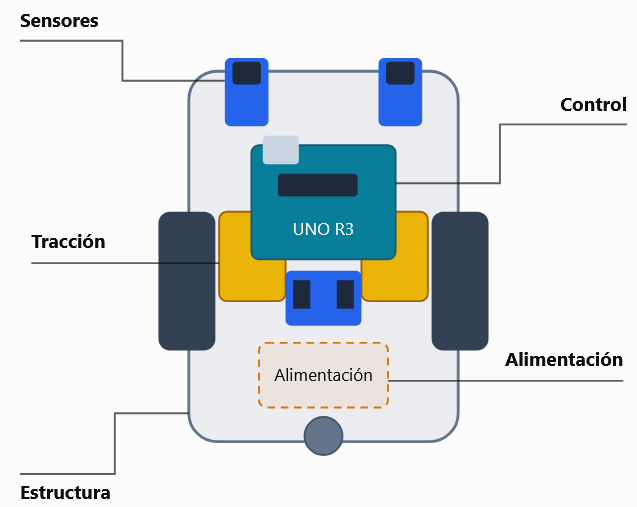 Sensores
Control
UNO R3
Tracción
Alimentación
Alimentación
Estructura